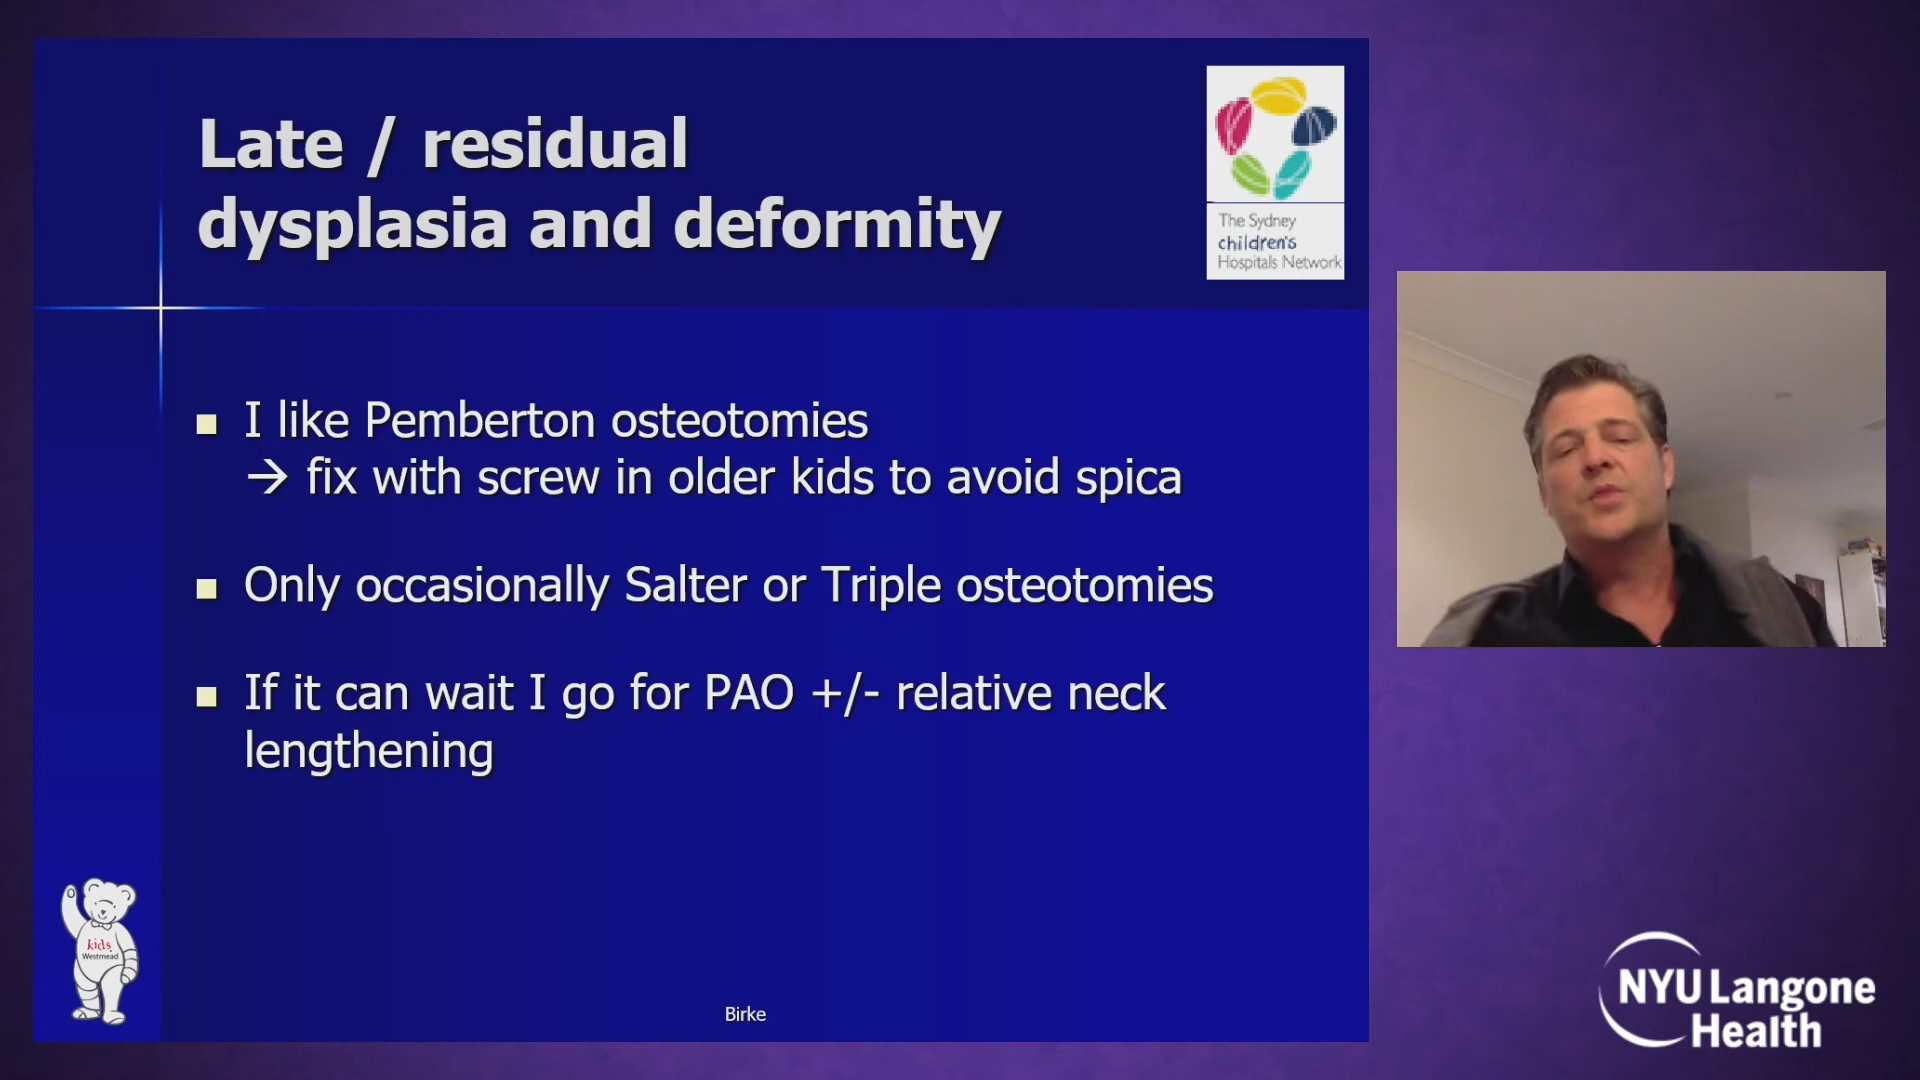 Late / residual
dysplasia and deformity
The Sydney
children's
Hospitals Network
I like Pemberton osteotomies
→ fix with screw in older kids to avoid spica
Only occasionally Salter or Triple osteotomies
If it can wait I go for PAO +/- relative neck
lengthening
kids
Westmead
Birke
NYU Langone
Health